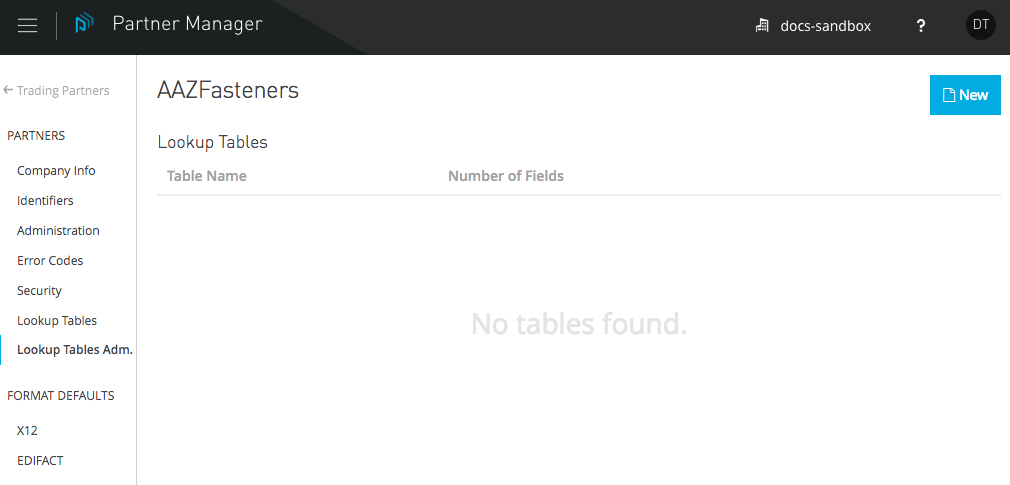 Partner Manager
docs-sandbox
?
DT
Trading Partners
PARTNERS
Company Info
Identifiers
Administration
Error Codes
Security
Lookup Tables
Lookup Tables Adm.
FORMAT DEFAULTS
X12
EDIFACT
AAZFasteners
New
Lookup Tables
Table Name Number of Fields
No tables found.